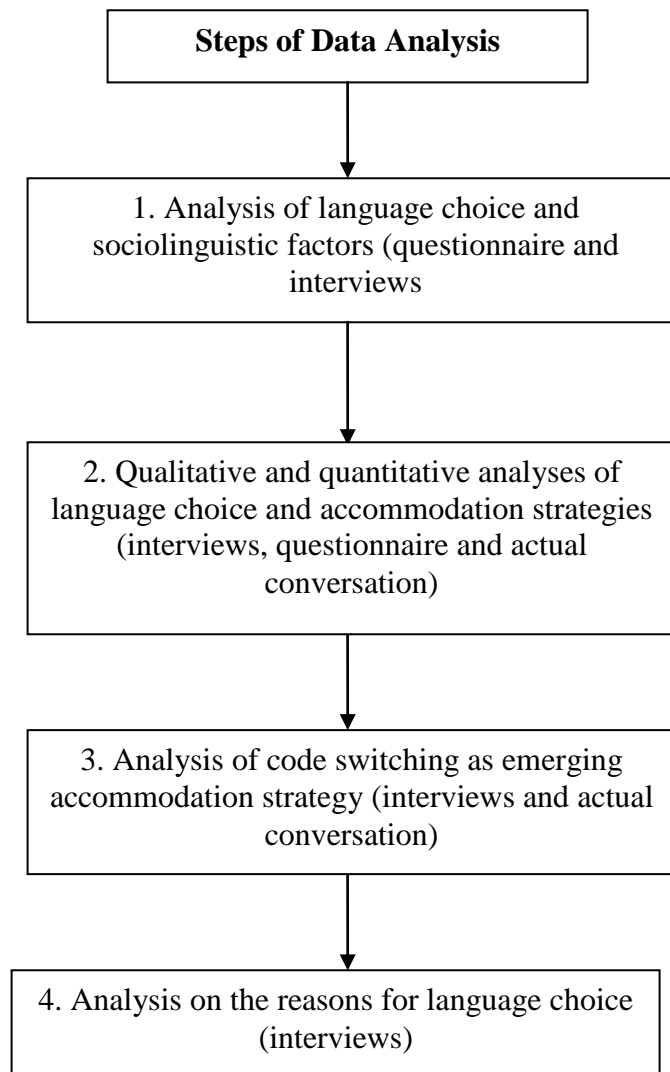 Steps of Data Analysis
1. Analysis of language choice and
sociolinguistic factors (questionnaire and
interviews
2. Qualitative and quantitative analyses of
language choice and accommodation strategies
(interviews, questionnaire and actual
conversation)
3. Analysis of code switching as emerging
accommodation strategy (interviews and actual
conversation)
4. Analysis on the reasons for language choice
(interviews)